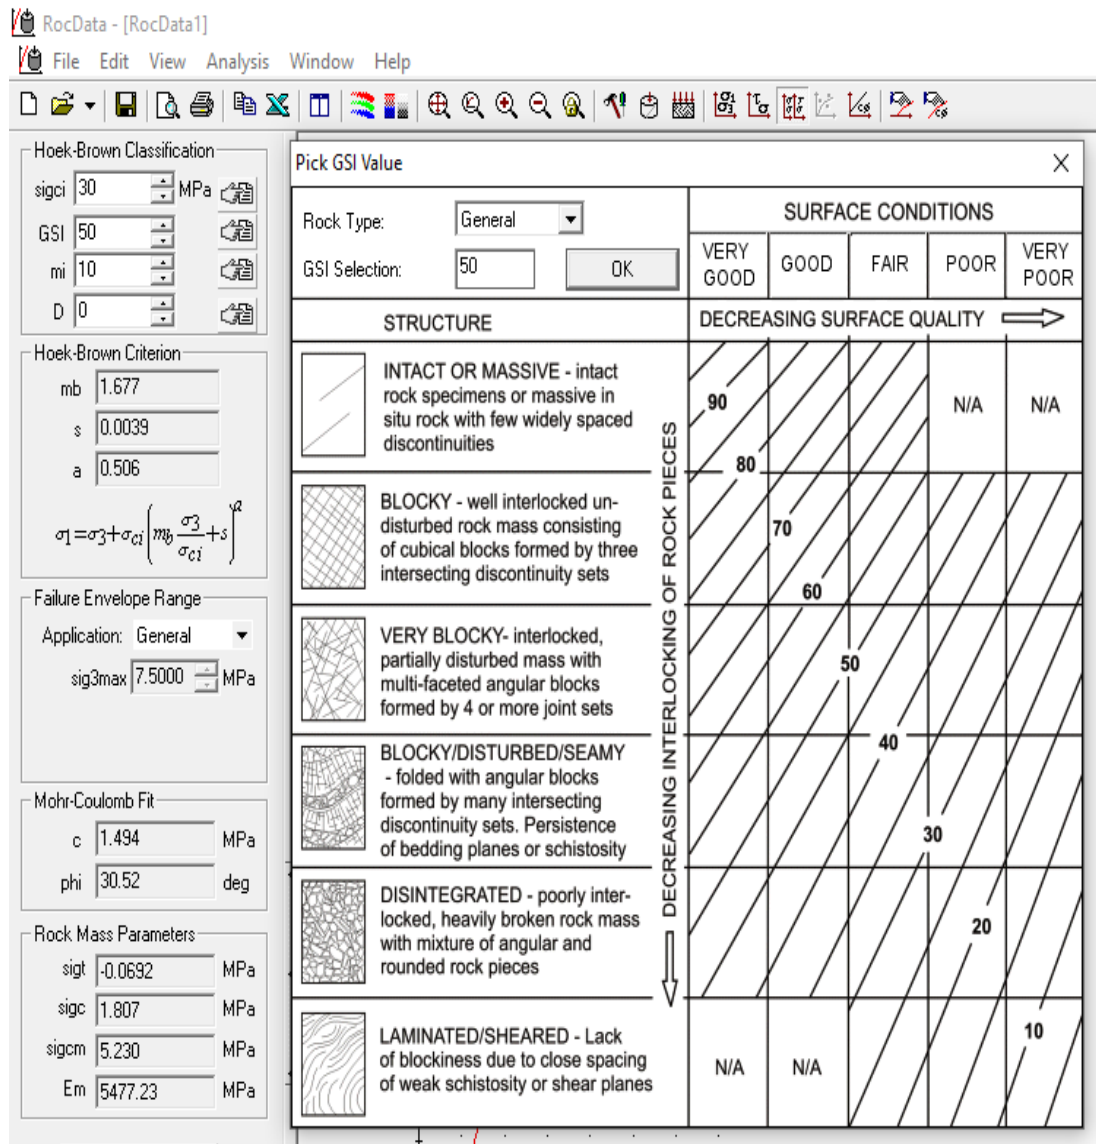 RocData - [RocData1]
File Edit View Analysis Window Help
Hoek-Brown Classification
sigci 30 MPa
GSI 50
mi 10
D 0
Hoek-Brown Criterion
mb 1.677
s 0.0039
a 0.506
σ1=σ3+σci(mb σ3/σci +s)^a
Failure Envelope Range
Application: General
sig3max 7.5000 MPa
Mohr-Coulomb Fit
c 1.494 MPa
phi 30.52 deg
Rock Mass Parameters
sigt -0.0692 MPa
sigc 1.807 MPa
sigcm 5.230 MPa
Em 5477.23 MPa
Pick GSI Value
Rock Type: General
GSI Selection: 50 OK
SURFACE CONDITIONS
VERY GOOD
GOOD
FAIR
POOR
VERY POOR
STRUCTURE
DECREASING SURFACE QUALITY
DECREASING INTERLOCKING OF ROCK PIECES
INTACT OR MASSIVE - intact
rock specimens or massive in
situ rock with few widely spaced
discontinuities
BLOCKY - well interlocked un-
disturbed rock mass consisting
of cubical blocks formed by three
intersecting discontinuity sets
VERY BLOCKY- interlocked,
partially disturbed mass with
multi-faceted angular blocks
formed by 4 or more joint sets
BLOCKY/DISTURBED/SEAMY
- folded with angular blocks
formed by many intersecting
discontinuity sets. Persistence
of bedding planes or schistosity
DISINTEGRATED - poorly inter-
locked, heavily broken rock mass
with mixture of angular and
rounded rock pieces
LAMINATED/SHEARED - Lack
of blockiness due to close spacing
of weak schistosity or shear planes
90
N/A
N/A
80
70
60
50
40
30
20
10
N/A
N/A